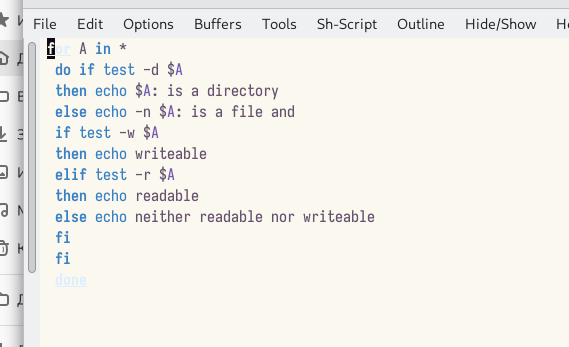 File Edit Options Buffers Tools Sh-Script Outline Hide/Show
for A in *
do if test -d $A
then echo $A: is a directory
else echo -n $A: is a file and
if test -w $A
then echo writeable
elif test -r $A
then echo readable
else echo neither readable nor writeable
fi
fi
done